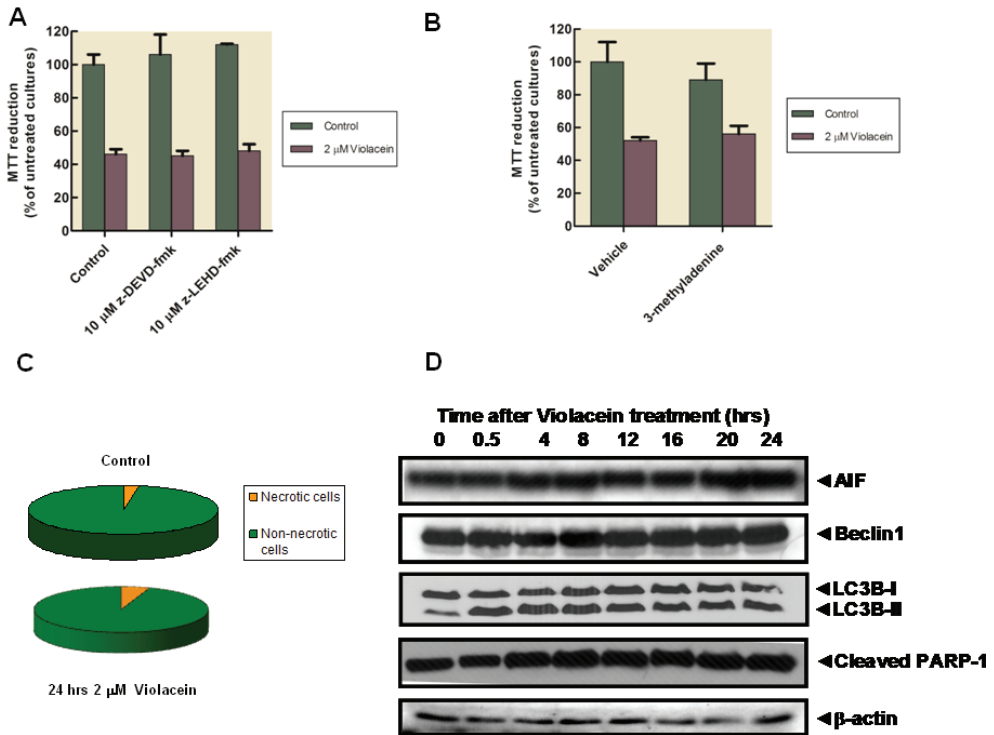 A
MTT reduction
(% of untreated cultures)
120
100
80
60
40
20
0
Control
10 μM z-DEVD-fmk
10 μM z-LEHD-fmk
Control
2 μM Violacein
B
MTT reduction
(% of untreated cultures)
120
100
80
60
40
20
0
Vehicle
3-methyladenine
Control
2 μM Violacein
C
Control
Necrotic cells
Non-necrotic
cells
24 hrs 2 μM Violacein
D
Time after Violacein treatment (hrs)
0 0.5 4 8 12 16 20 24
AIF
Beclin1
LC3B-I
LC3B-II
Cleaved PARP-1
β-actin